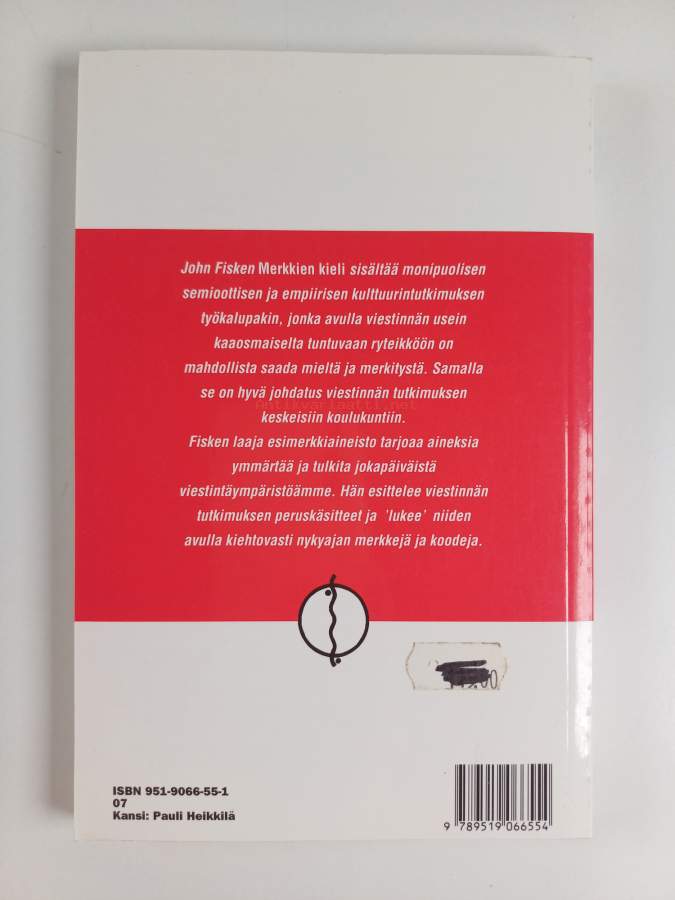 John Fisken Merkkien kieli sisältää monipuolisen
semioottisen ja empiirisen kulttuurintutkimuksen
työkalupakin, jonka avulla viestinnän usein
kaaosmaiselta tuntuvaan ryteikköön on
mahdollista saada mieltä ja merkitystä. Samalla
se on hyvä johdatus viestinnän tutkimuksen
antikvariaatti.net
keskeisiin koulukuntiin.
Fisken laaja esimerkkiaineisto tarjoaa aineksia
ymmärtää ja tulkita jokapäiväistä
viestintäympäristöämme. Hän esittelee viestinnän
tutkimuksen peruskäsitteet ja 'lukee' niiden
avulla kiehtovasti nykyajan merkkejä ja koodeja.
ISBN 951-9066-55-1
07
Kansi: Pauli Heikkilä
9 789519 066554